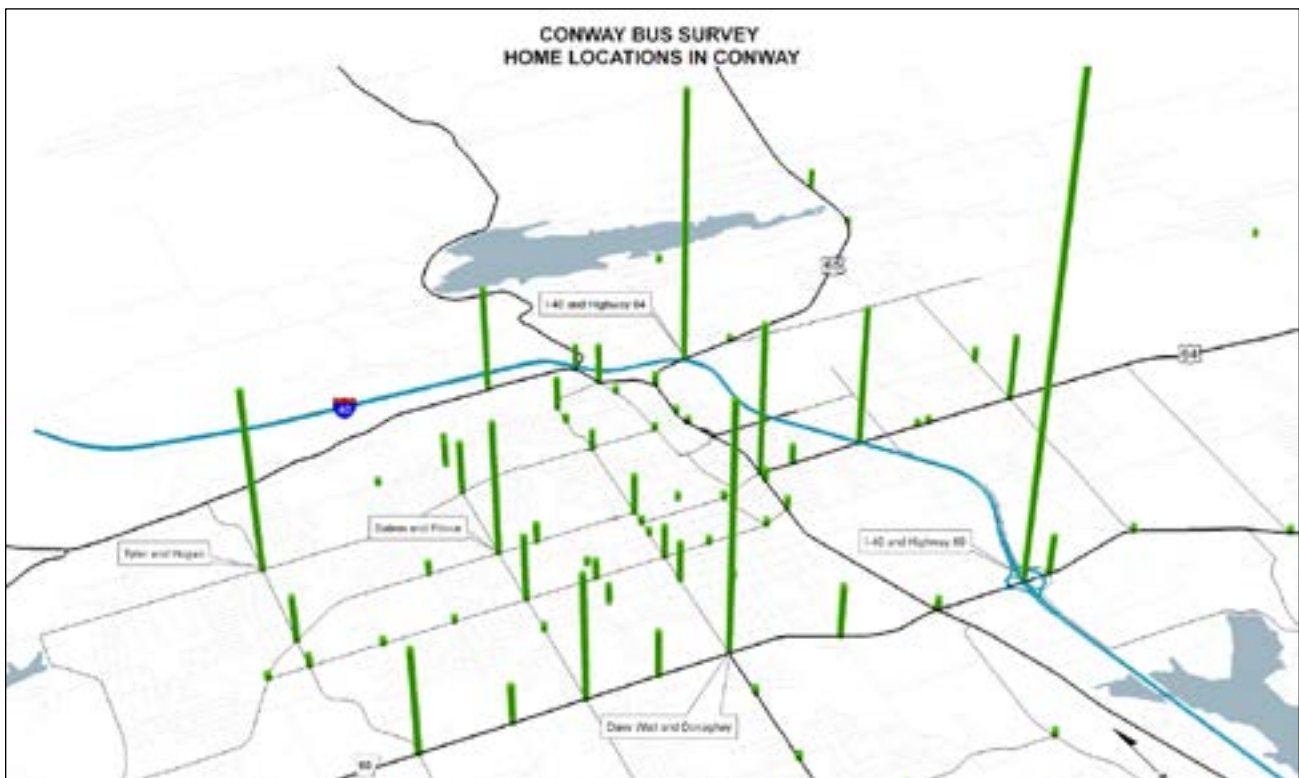 CONWAY BUS SURVEY
HOME LOCATIONS IN CONWAY
65
I-40 and Highway 64
64
40
Salem and Prince
Tyler and Hogan
I-40 and Highway
Dave Ward and Donaghey
60